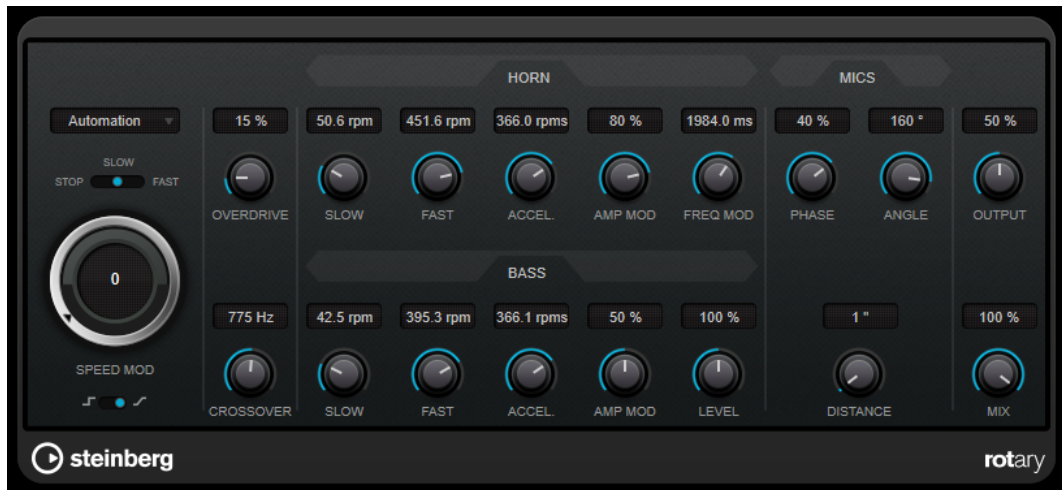 HORN
MICS
Automation
15 %
50.6 rpm
451.6 rpm
366.0 rpms
80 %
1984.0 ms
40 %
160 °
50 %
SLOW
STOP
FAST
OVERDRIVE
SLOW
FAST
ACCEL.
AMP MOD
FREQ MOD
PHASE
ANGLE
OUTPUT
0
BASS
775 Hz
42.5 rpm
395.3 rpm
366.1 rpms
50 %
100 %
1 "
100 %
SPEED MOD
CROSSOVER
SLOW
FAST
ACCEL.
AMP MOD
LEVEL
DISTANCE
MIX
steinberg
rotary